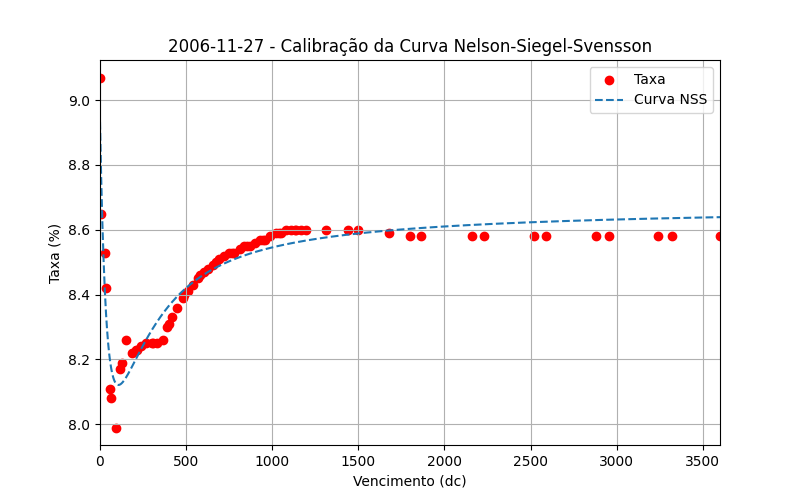 2006-11-27 - Calibração da Curva Nelson-Siegel-Svensson
Taxa
Curva NSS
Taxa (%)
9.0
8.8
8.6
8.4
8.2
8.0
0
500
1000
1500
2000
2500
3000
3500
Vencimento (dc)